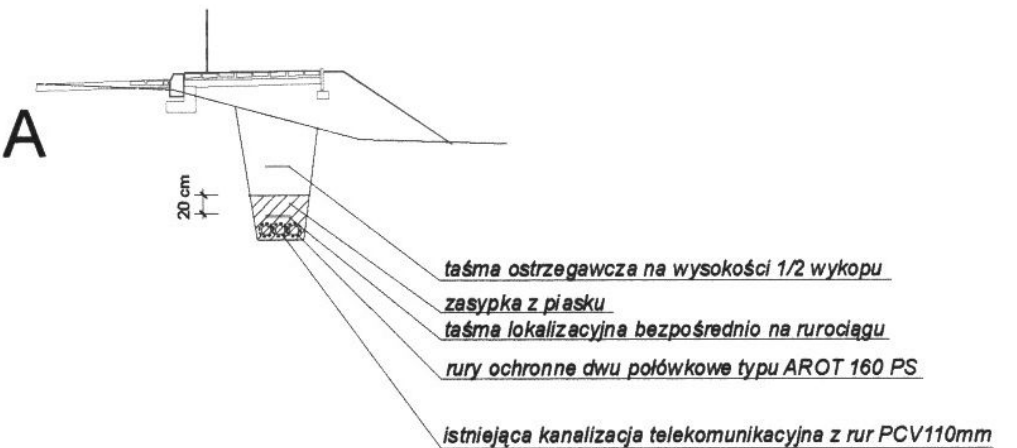 A
20 cm
taśma ostrzegawcza na wysokości 1/2 wykopu
zasypka z piasku
taśma lokalizacyjna bezpośrednio na rurociągu
rury ochronne dwu połówkowe typu AROT 160 PS
istniejąca kanalizacja telekomunikacyjna z rur PCV110mm